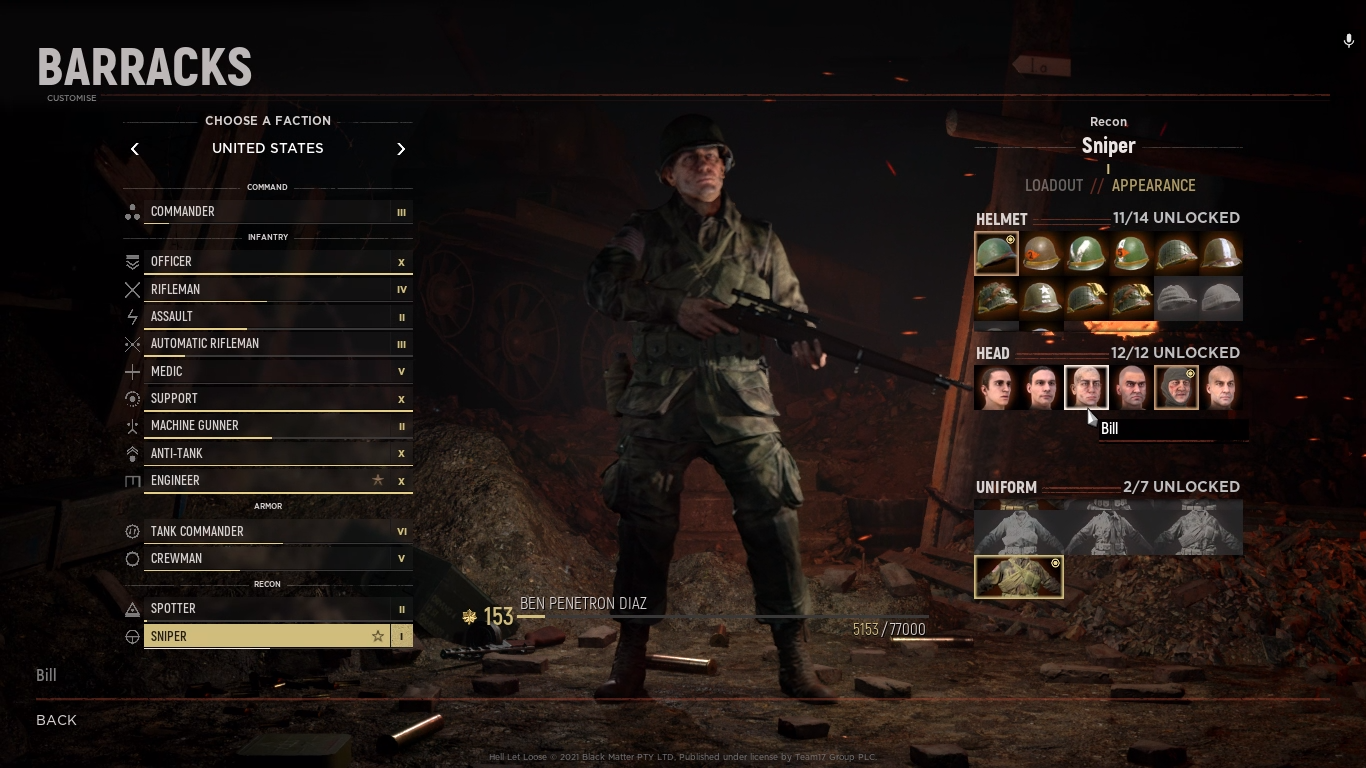 BARRACKS
CUSTOMISE
CHOOSE A FACTION
UNITED STATES
COMMAND
COMMANDER III
INFANTRY
OFFICER X
RIFLEMAN IV
ASSAULT II
AUTOMATIC RIFLEMAN III
MEDIC V
SUPPORT X
MACHINE GUNNER II
ANTI-TANK X
ENGINEER X
ARMOR
TANK COMMANDER VI
CREWMAN V
RECON
SPOTTER II
SNIPER I
Bill
BACK
153 BEN PENETRON DIAZ
5153/77000
Recon
Sniper
I
LOADOUT // APPEARANCE
HELMET 11/14 UNLOCKED
HEAD 12/12 UNLOCKED
Bill
UNIFORM 2/7 UNLOCKED
Hell Let Loose © 2021 Black Matter PTY LTD, Published under license by Team17 Group PLC.